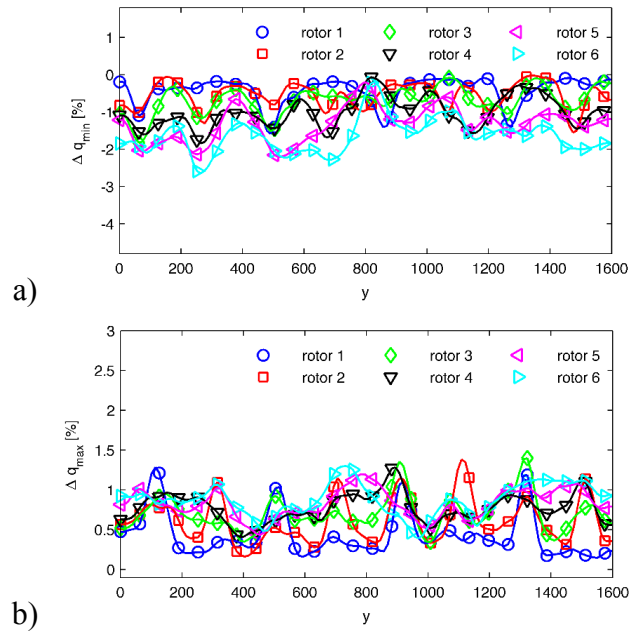 rotor 1 rotor 3 rotor 5
rotor 2 rotor 4 rotor 6
1
0
-1
-2
-3
-4
Δ q_min [%]
0 200 400 600 800 1000 1200 1400 1600
y
a)
rotor 1 rotor 3 rotor 5
rotor 2 rotor 4 rotor 6
3
2.5
2
1.5
1
0.5
0
Δ q_max [%]
0 200 400 600 800 1000 1200 1400 1600
y
b)